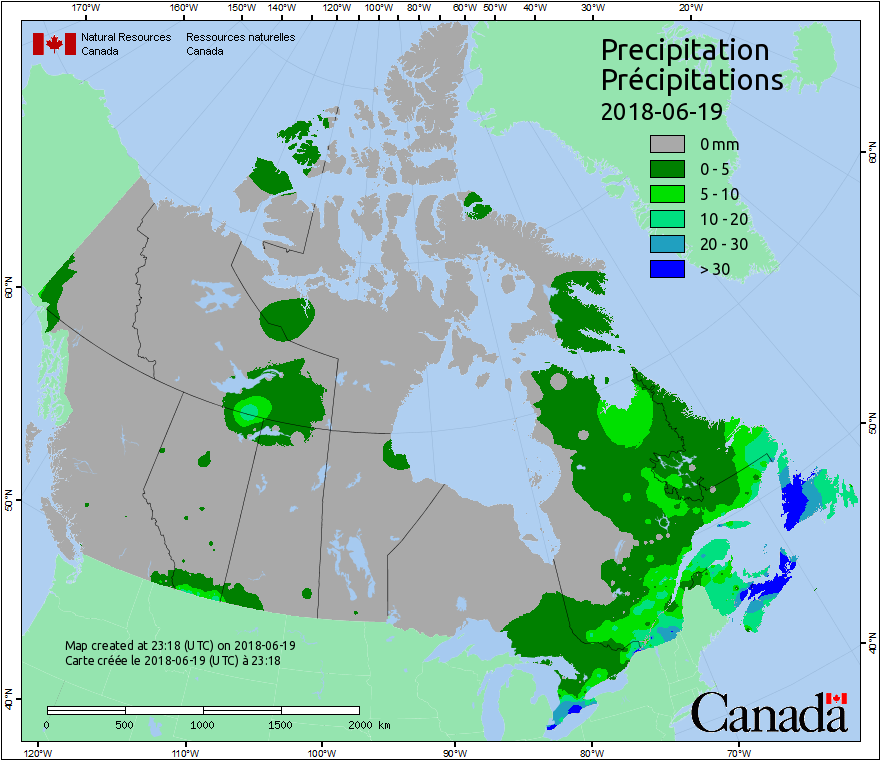 170°W 160°W 150°W 140°W 130°W 120°W 110°W 100°W 90°W 80°W 60°W 50°W 40°W 30°W 20°W
Natural Resources Canada
Ressources naturelles Canada
Precipitation
Précipitations
2018-06-19
0 mm
0 - 5
5 - 10
10 - 20
20 - 30
> 30
60°N
60°N
50°N
50°N
40°N
40°N
Map created at 23:18 (UTC) on 2018-06-19
Carte créée le 2018-06-19 (UTC) à 23:18
0 500 1000 1500 2000 km
Canada
120°W 110°W 100°W 90°W 80°W 70°W